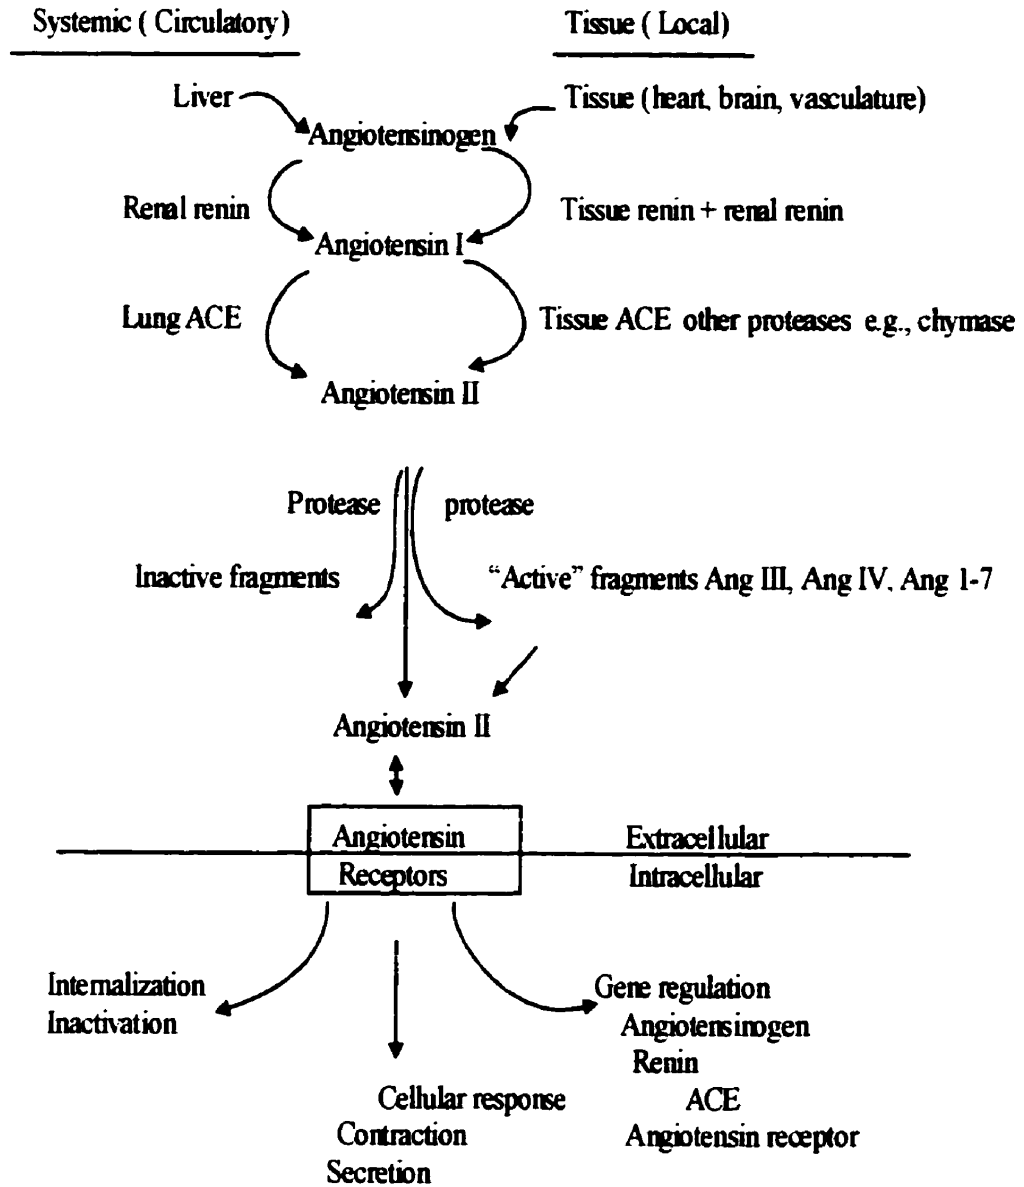 Systemic ( Circulatory)
Tissue ( Local)
Liver
Tissue (heart, brain, vasculature)
Angiotensinogen
Renal renin
Tissue renin + renal renin
Angiotensin I
Lung ACE
Tissue ACE other proteases e.g., chymase
Angiotensin II
Protease
protease
Inactive fragments
“Active” fragments Ang III, Ang IV, Ang 1-7
Angiotensin II
Angiotensin
Receptors
Extracellular
Intracellular
Internalization
Inactivation
Cellular response
Contraction
Secretion
Gene regulation
Angiotensinogen
Renin
ACE
Angiotensin receptor